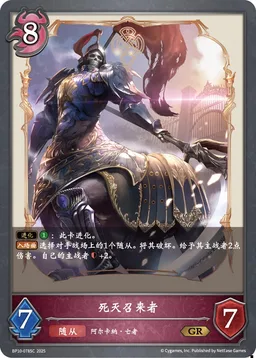 8
进化 ①：此卡进化。
入场曲 选择对手战场上的1个随从。将其破坏。给予其主战者2点
伤害。自己的主战者+2。
死天召来者
7
随从
阿尔卡纳·亡者
GR
7
BP10-078SC 2025
© Cygames, Inc. Published by NetEase Games